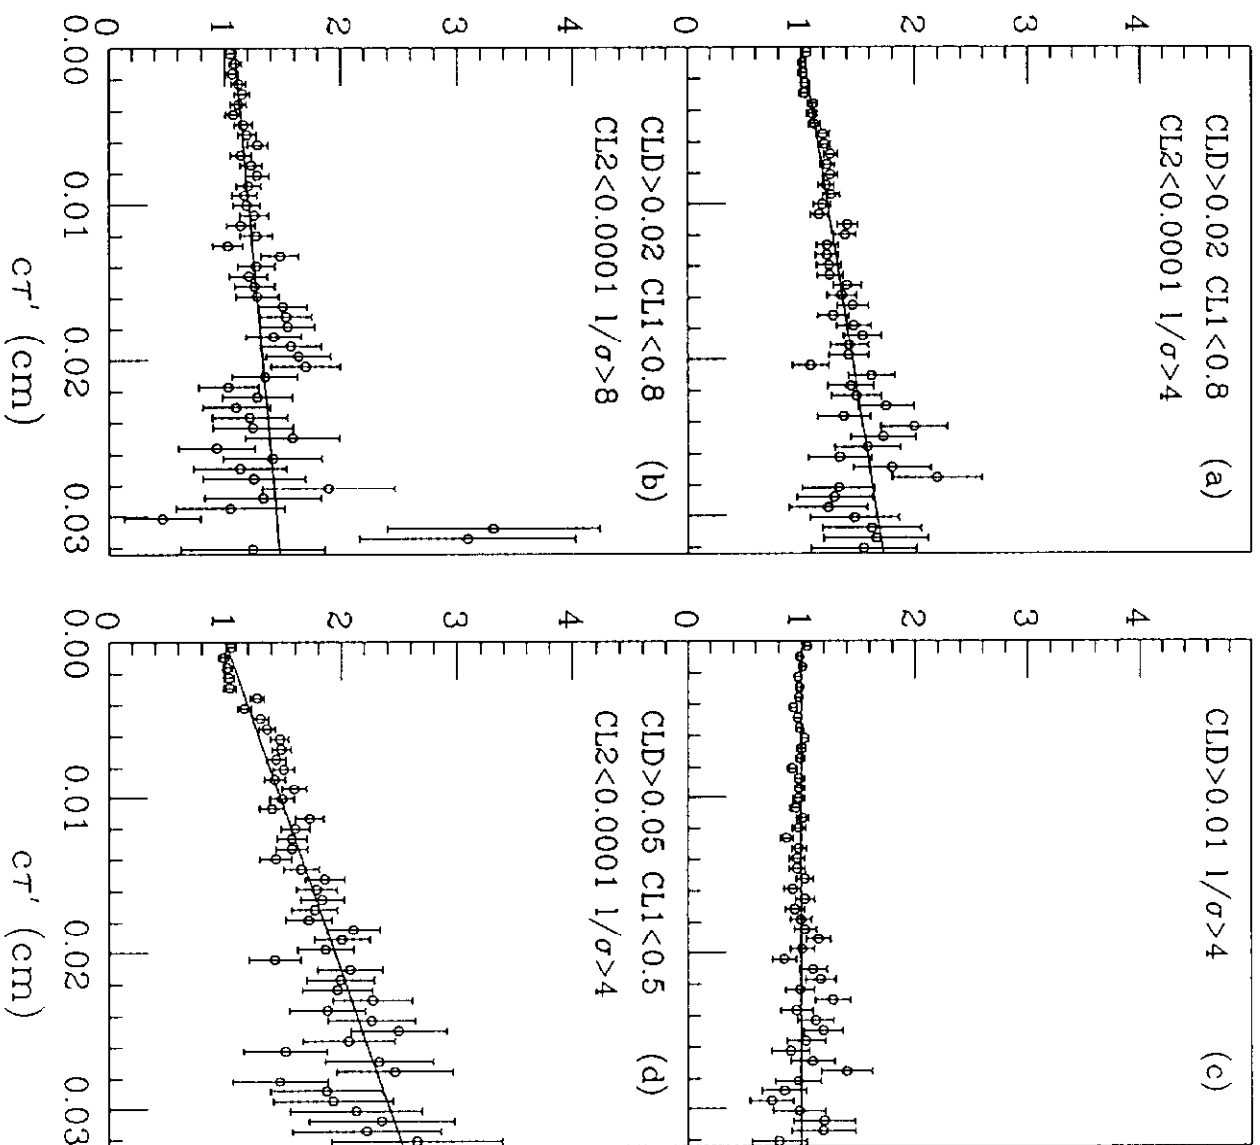 4
3
2
1
0
CLD>0.02 CL1<0.8 (a)
CL2<0.0001 l/σ>4
4
3
2
1
0
CLD>0.01 l/σ>4 (c)
4
3
2
1
0
CLD>0.02 CL1<0.8 (b)
CL2<0.0001 l/σ>8
0.00 0.01 0.02 0.03
cτ' (cm)
4
3
2
1
0
CLD>0.05 CL1<0.5 (d)
CL2<0.0001 l/σ>4
0.00 0.01 0.02 0.03
cτ' (cm)